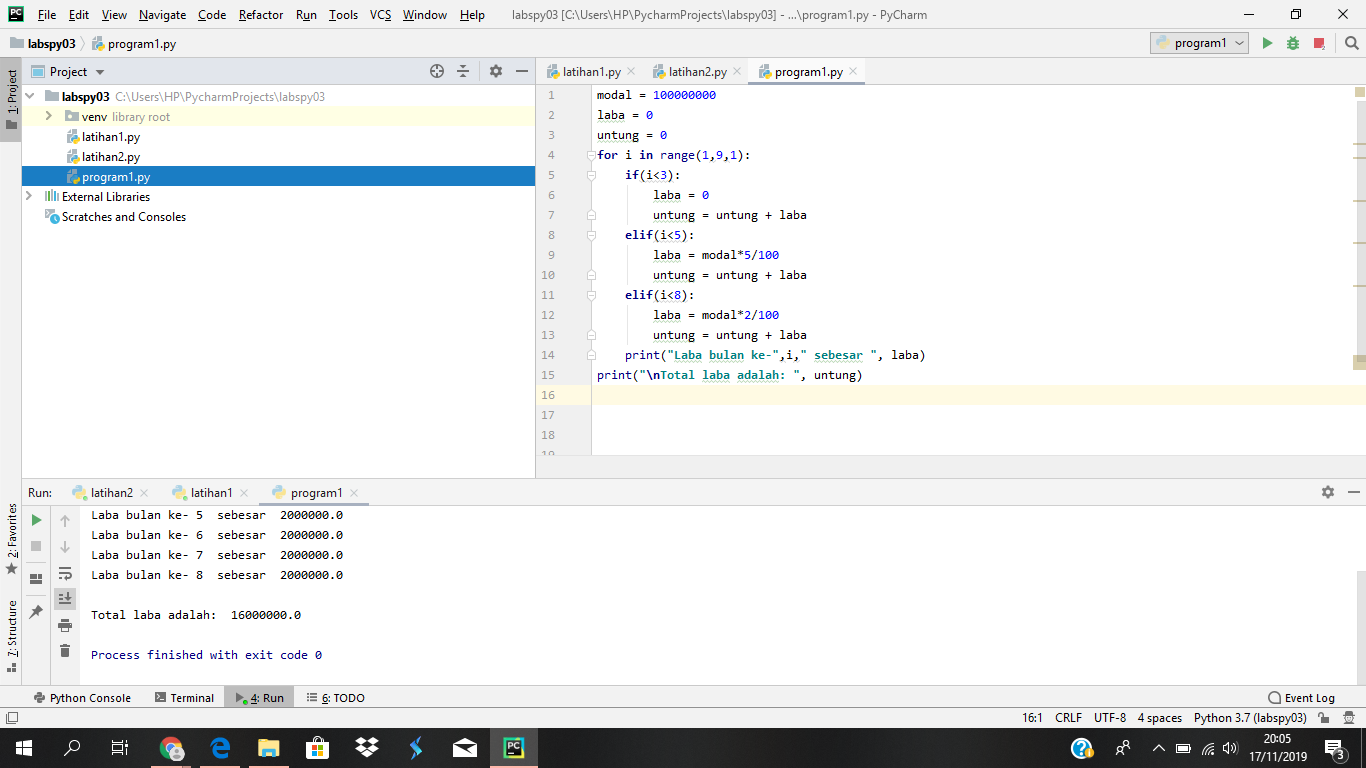 File Edit View Navigate Code Refactor Run Tools VCS Window Help labspy03 [C:\Users\HP\PycharmProjects\labspy03] - ...\program1.py - PyCharm
labspy03 program1.py program1
1: Project
Project
latihan1.py latihan2.py program1.py
labspy03 C:\Users\HP\PycharmProjects\labspy03
venv library root
latihan1.py
latihan2.py
program1.py
External Libraries
Scratches and Consoles
1 modal = 100000000
2 laba = 0
3 untung = 0
4 for i in range(1,9,1):
5 if(i<3):
6 laba = 0
7 untung = untung + laba
8 elif(i<5):
9 laba = modal*5/100
10 untung = untung + laba
11 elif(i<8):
12 laba = modal*2/100
13 untung = untung + laba
14 print("Laba bulan ke-",i," sebesar ", laba)
15 print("\nTotal laba adalah: ", untung)
16
17
18
19
Run: latihan2 latihan1 program1
2: Favorites
7: Structure
Laba bulan ke- 5  sebesar  2000000.0
Laba bulan ke- 6  sebesar  2000000.0
Laba bulan ke- 7  sebesar  2000000.0
Laba bulan ke- 8  sebesar  2000000.0
Total laba adalah:  16000000.0
Process finished with exit code 0
Python Console Terminal 4: Run 6: TODO Event Log
16:1 CRLF UTF-8 4 spaces Python 3.7 (labspy03)
20:05
17/11/2019
3